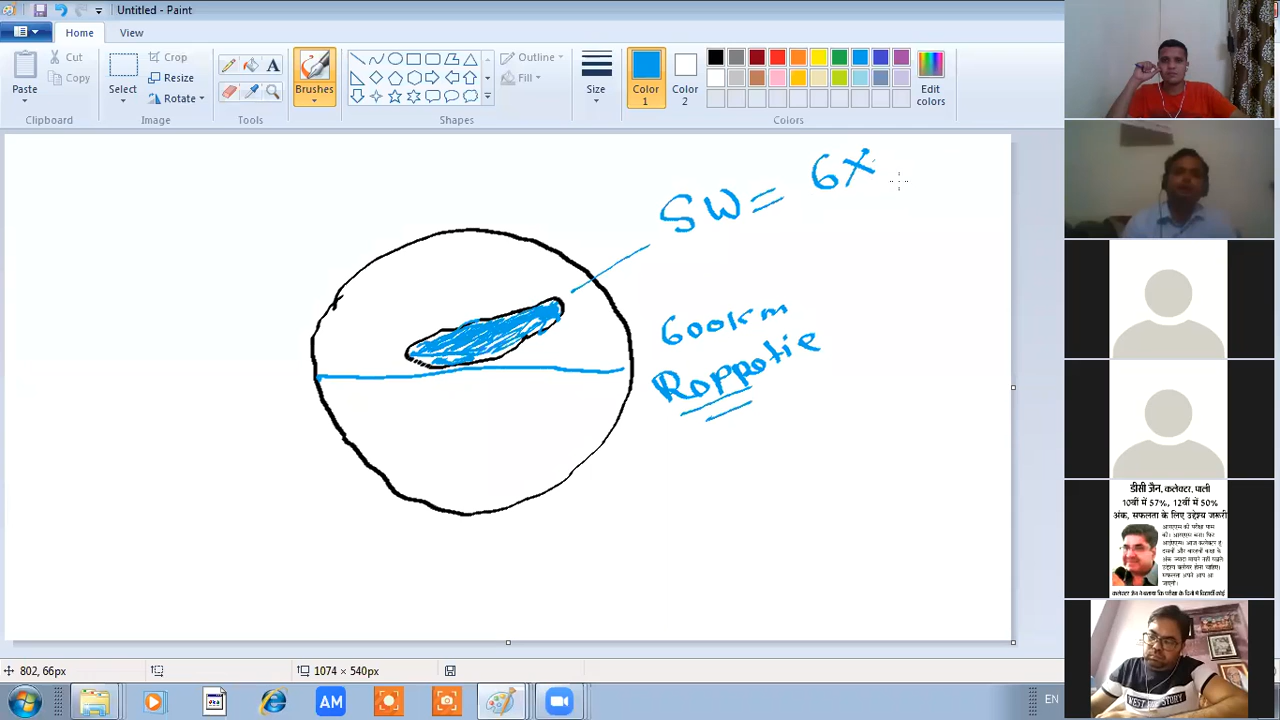 Untitled - Paint
Home
View
Paste
Cut
Copy
Clipboard
Select
Crop
Resize
Rotate
Image
Tools
Brushes
Outline
Fill
Shapes
Size
Color 1
Color 2
Edit colors
Colors
SW = 6X
600km
Roppotie
डीसी जैन, कलेक्टर, पाली
10वीं में 57%, 12वीं में 50%
अंक, सफलता के लिए उद्देश्य जरूरी
802, 66px
1074 × 540px
AM
EN